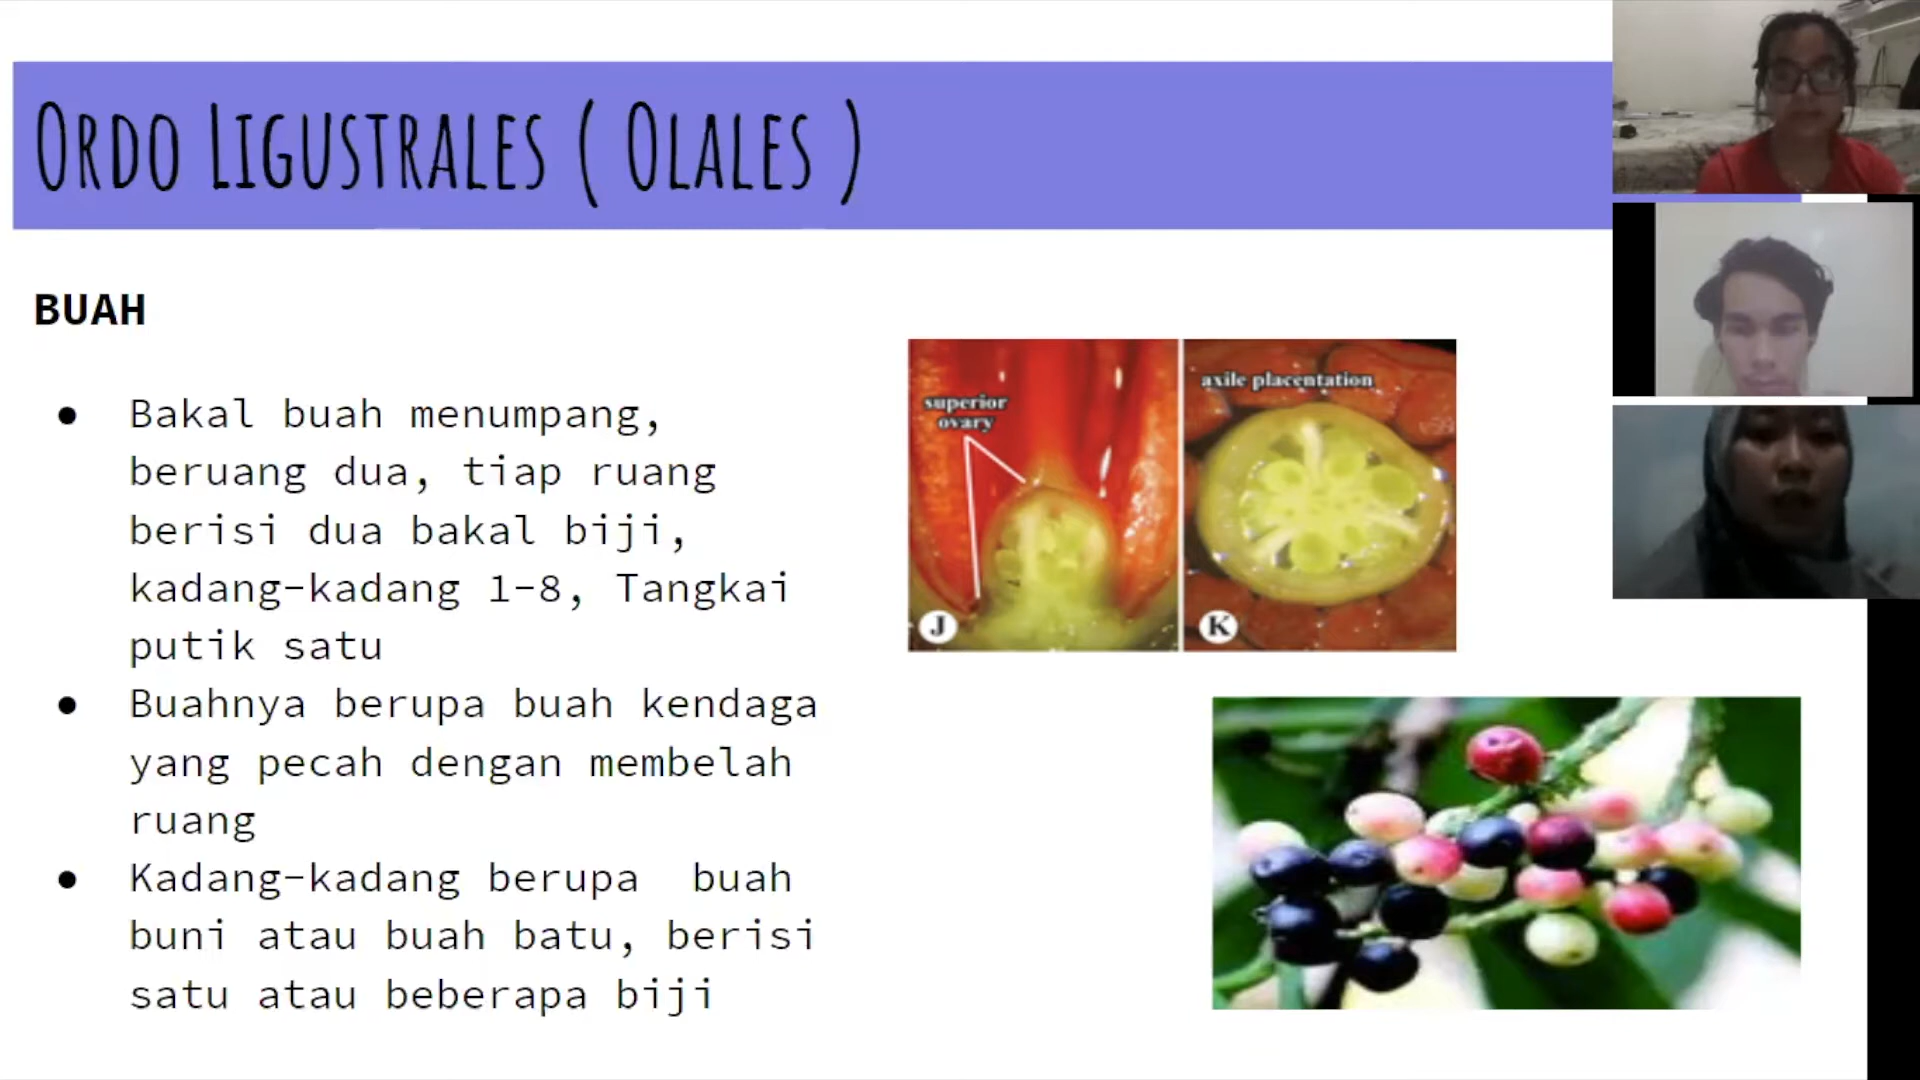 ORDO LIGUSTRALES ( OLALES )
BUAH
● Bakal buah menumpang,
beruang dua, tiap ruang
berisi dua bakal biji,
kadang-kadang 1-8, Tangkai
putik satu
● Buahnya berupa buah kendaga
yang pecah dengan membelah
ruang
● Kadang-kadang berupa buah
buni atau buah batu, berisi
satu atau beberapa biji
superior
ovary
J
axile placentation
K